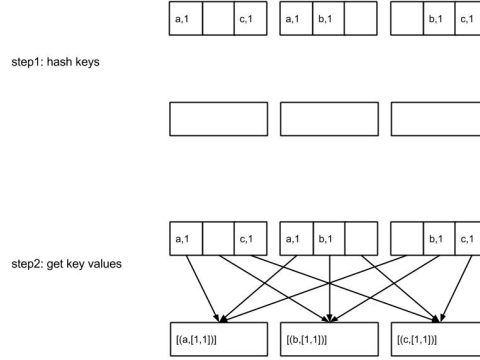 a,1 c,1 a,1 b,1 b,1 c,1
step1: hash keys
a,1 c,1 a,1 b,1 b,1 c,1
step2: get key values
[(a,[1,1])] [(b,[1,1])] [(c,[1,1])]